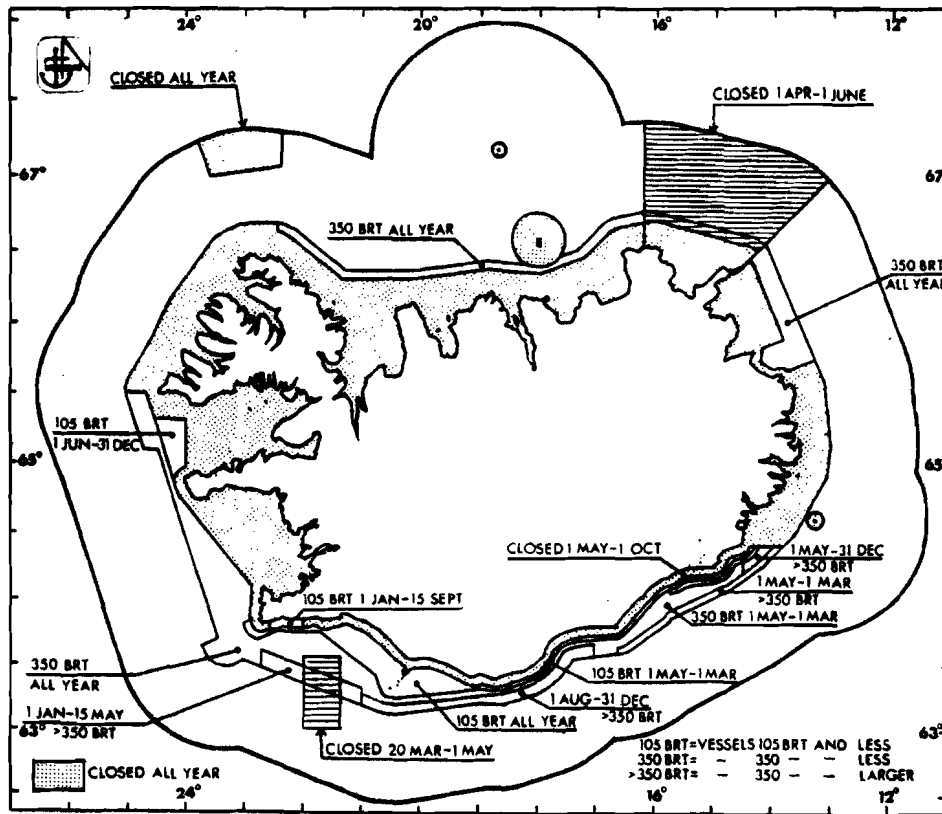 24°
20°
16°
12°
CLOSED ALL YEAR
CLOSED 1 APR-1 JUNE
67°
67
350 BRT ALL YEAR
350 BRT
ALL YEAR
105 BRT
1 JUN-31 DEC
65°
65
CLOSED 1 MAY-1 OCT
1 MAY-31 DEC
>350 BRT
1 MAY-1 MAR
>350 BRT
350 BRT 1 MAY-1 MAR
105 BRT 1 JAN-15 SEPT
350 BRT
ALL YEAR
105 BRT 1 MAY-1 MAR
1 JAN-15 MAY
>350 BRT
1 AUG-31 DEC
>350 BRT
105 BRT ALL YEAR
63°
63°
CLOSED 20 MAR-1 MAY
CLOSED ALL YEAR
105 BRT=VESSELS 105 BRT AND LESS
350 BRT= - 350 - - LESS
>350 BRT= - 350 - - LARGER
24°
16°
12°